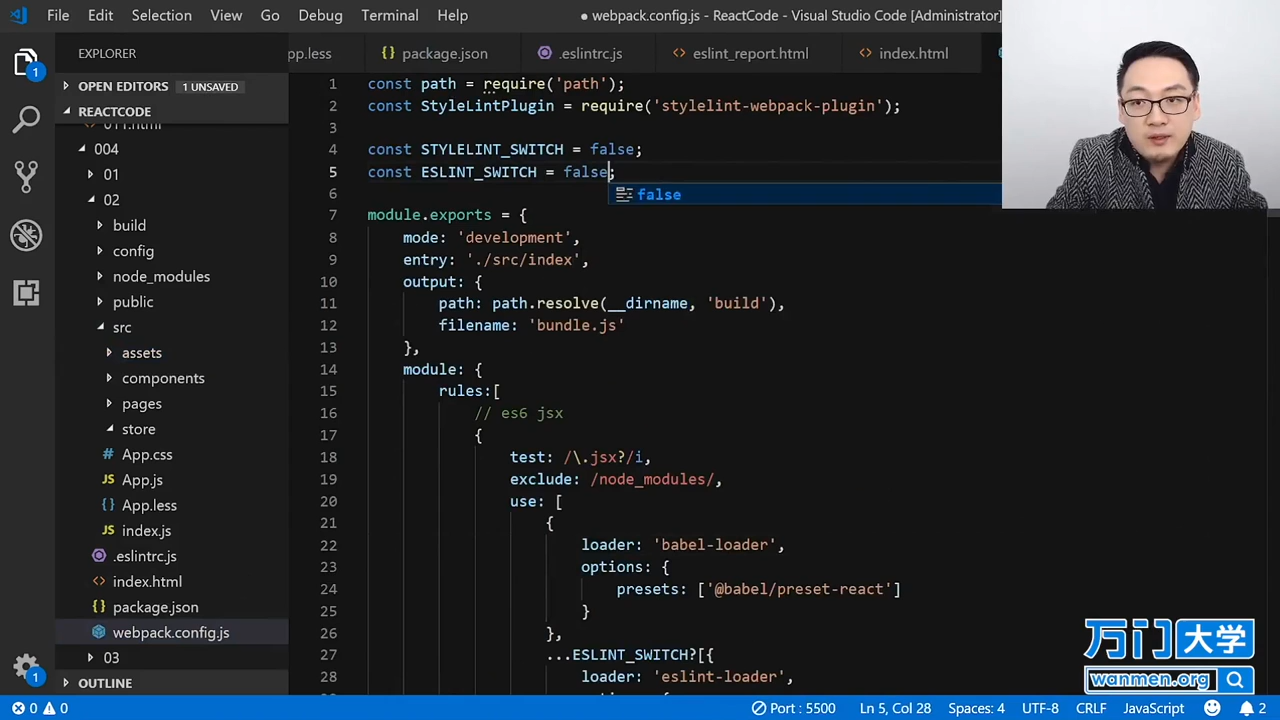 File Edit Selection View Go Debug Terminal Help
● webpack.config.js - ReactCode - Visual Studio Code [Administrator]
EXPLORER
OPEN EDITORS 1 UNSAVED
REACTCODE
011.html
004
01
02
build
config
node_modules
public
src
assets
components
pages
store
App.css
App.js
App.less
index.js
.eslintrc.js
index.html
package.json
webpack.config.js
03
OUTLINE
1
1
pp.less package.json .eslintrc.js eslint_report.html index.html
1 const path = require('path');
2 const StyleLintPlugin = require('stylelint-webpack-plugin');
3
4 const STYLELINT_SWITCH = false;
5 const ESLINT_SWITCH = false;
false
6
7 module.exports = {
8 mode: 'development',
9 entry: './src/index',
10 output: {
11 path: path.resolve(__dirname, 'build'),
12 filename: 'bundle.js'
13 },
14 module: {
15 rules:[
16 // es6 jsx
17 {
18 test: /\.jsx?/i,
19 exclude: /node_modules/,
20 use: [
21 {
22 loader: 'babel-loader',
23 options: {
24 presets: ['@babel/preset-react']
25 }
26 },
27 ...ESLINT_SWITCH?[{
28 loader: 'eslint-loader',
万门大学
wanmen.org
0 0 Port : 5500 Ln 5, Col 28 Spaces: 4 UTF-8 CRLF JavaScript 2